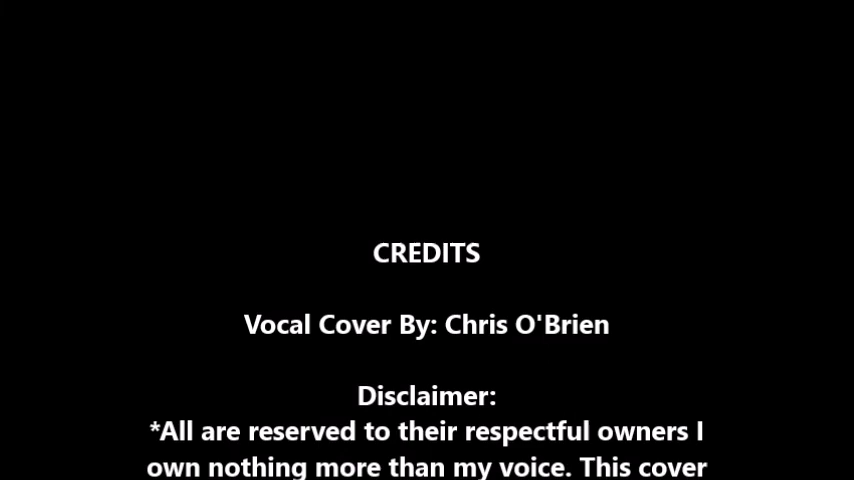 CREDITS
Vocal Cover By: Chris O'Brien
Disclaimer:
*All are reserved to their respectful owners I
own nothing more than my voice. This cover